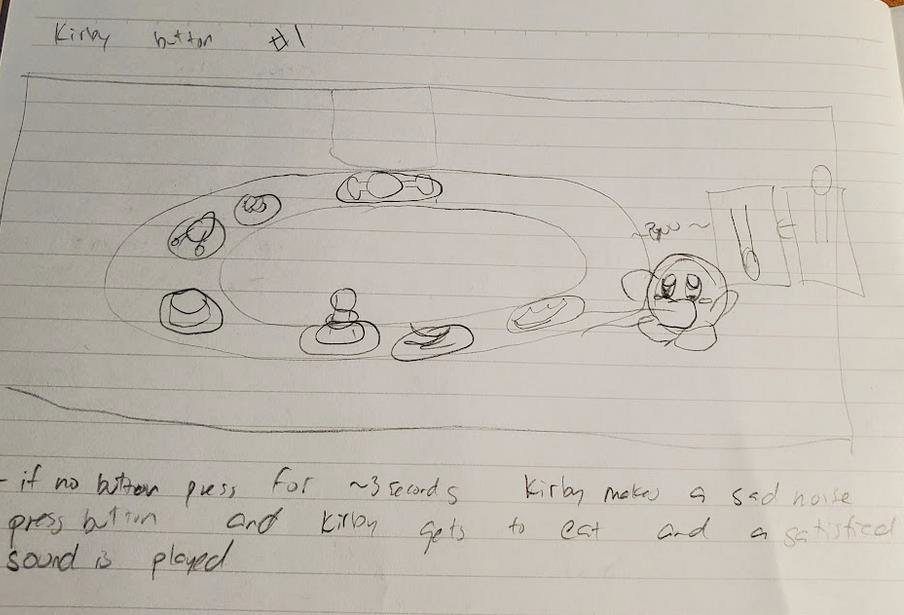 Kirby button #1
- if no button press for ~3 seconds Kirby makes a sad noise
press button and Kirby gets to eat and a satisfied
sound is played